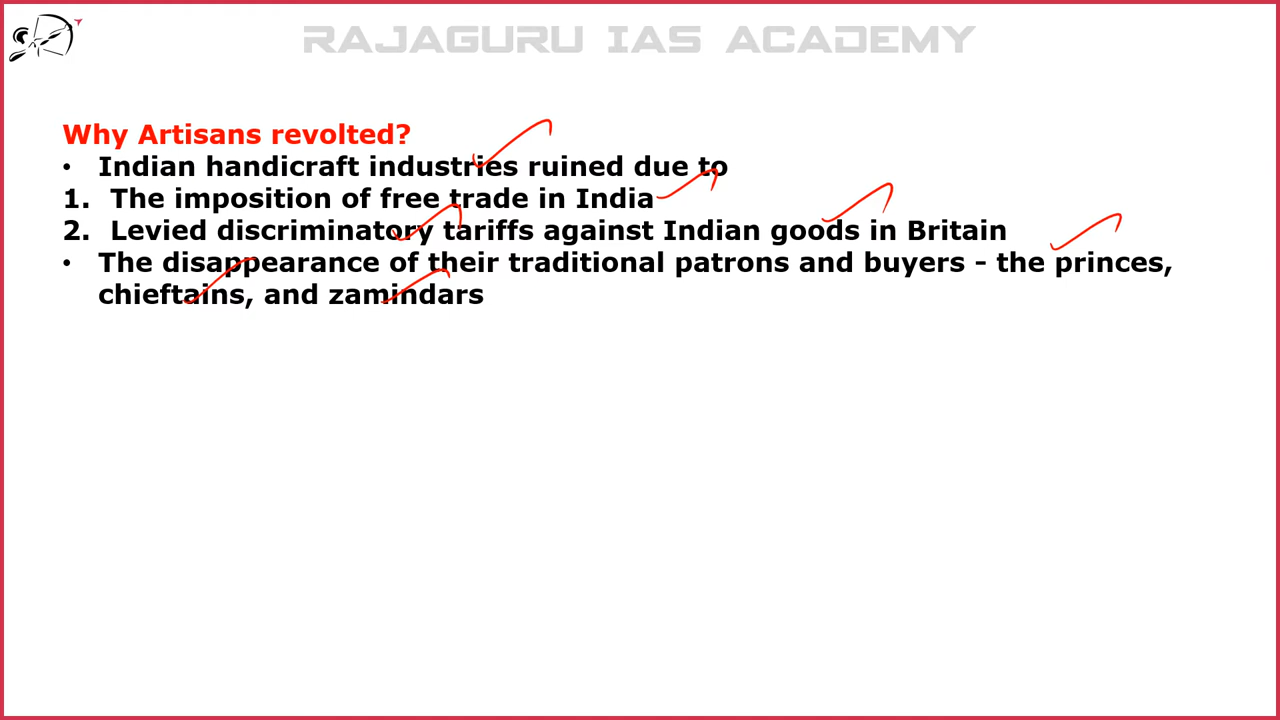 RAJAGURU IAS ACADEMY
Why Artisans revolted?
• Indian handicraft industries ruined due to
1. The imposition of free trade in India
2. Levied discriminatory tariffs against Indian goods in Britain
• The disappearance of their traditional patrons and buyers - the princes,
chieftains, and zamindars